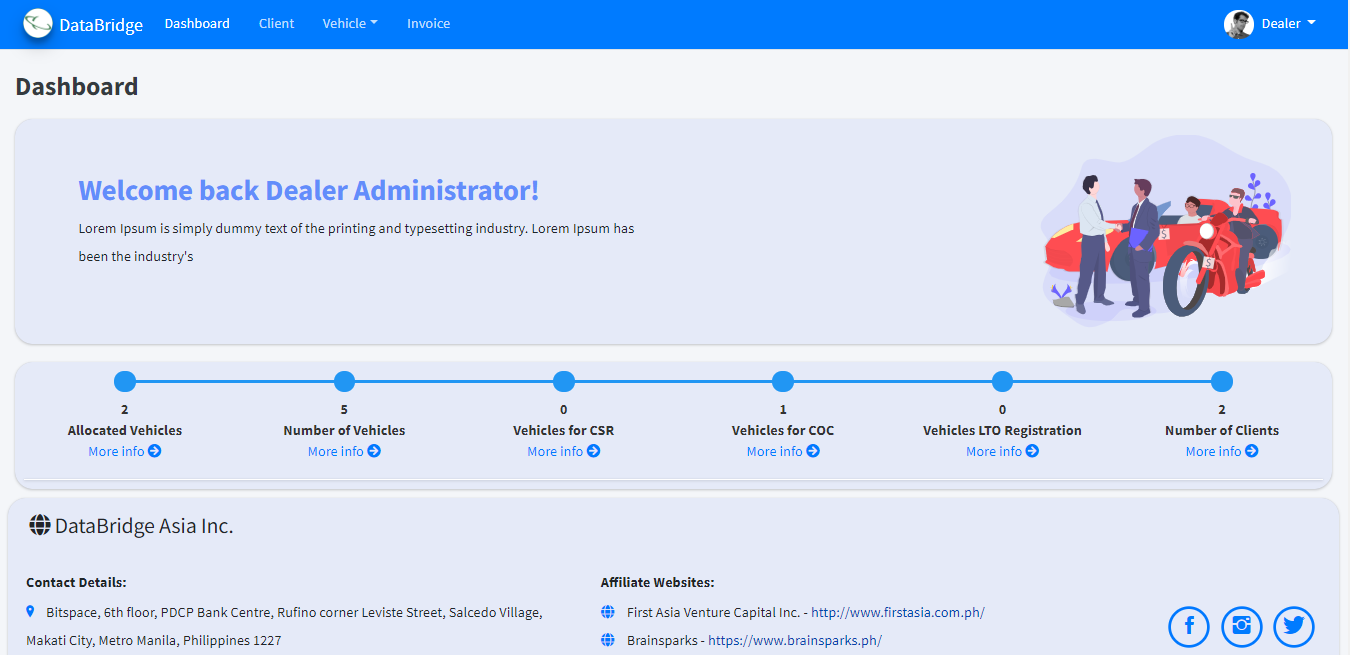 DataBridge Dashboard Client Vehicle Invoice Dealer
Dashboard
Welcome back Dealer Administrator!
Lorem Ipsum is simply dummy text of the printing and typesetting industry. Lorem Ipsum has
been the industry's
$ $
2 5 0 1 0 2
Allocated Vehicles Number of Vehicles Vehicles for CSR Vehicles for COC Vehicles LTO Registration Number of Clients
More info More info More info More info More info More info
DataBridge Asia Inc.
Contact Details: Affiliate Websites:
Bitspace, 6th floor, PDCP Bank Centre, Rufino corner Leviste Street, Salcedo Village, First Asia Venture Capital Inc. - http://www.firstasia.com.ph/
Makati City, Metro Manila, Philippines 1227 Brainsparks - https://www.brainsparks.ph/